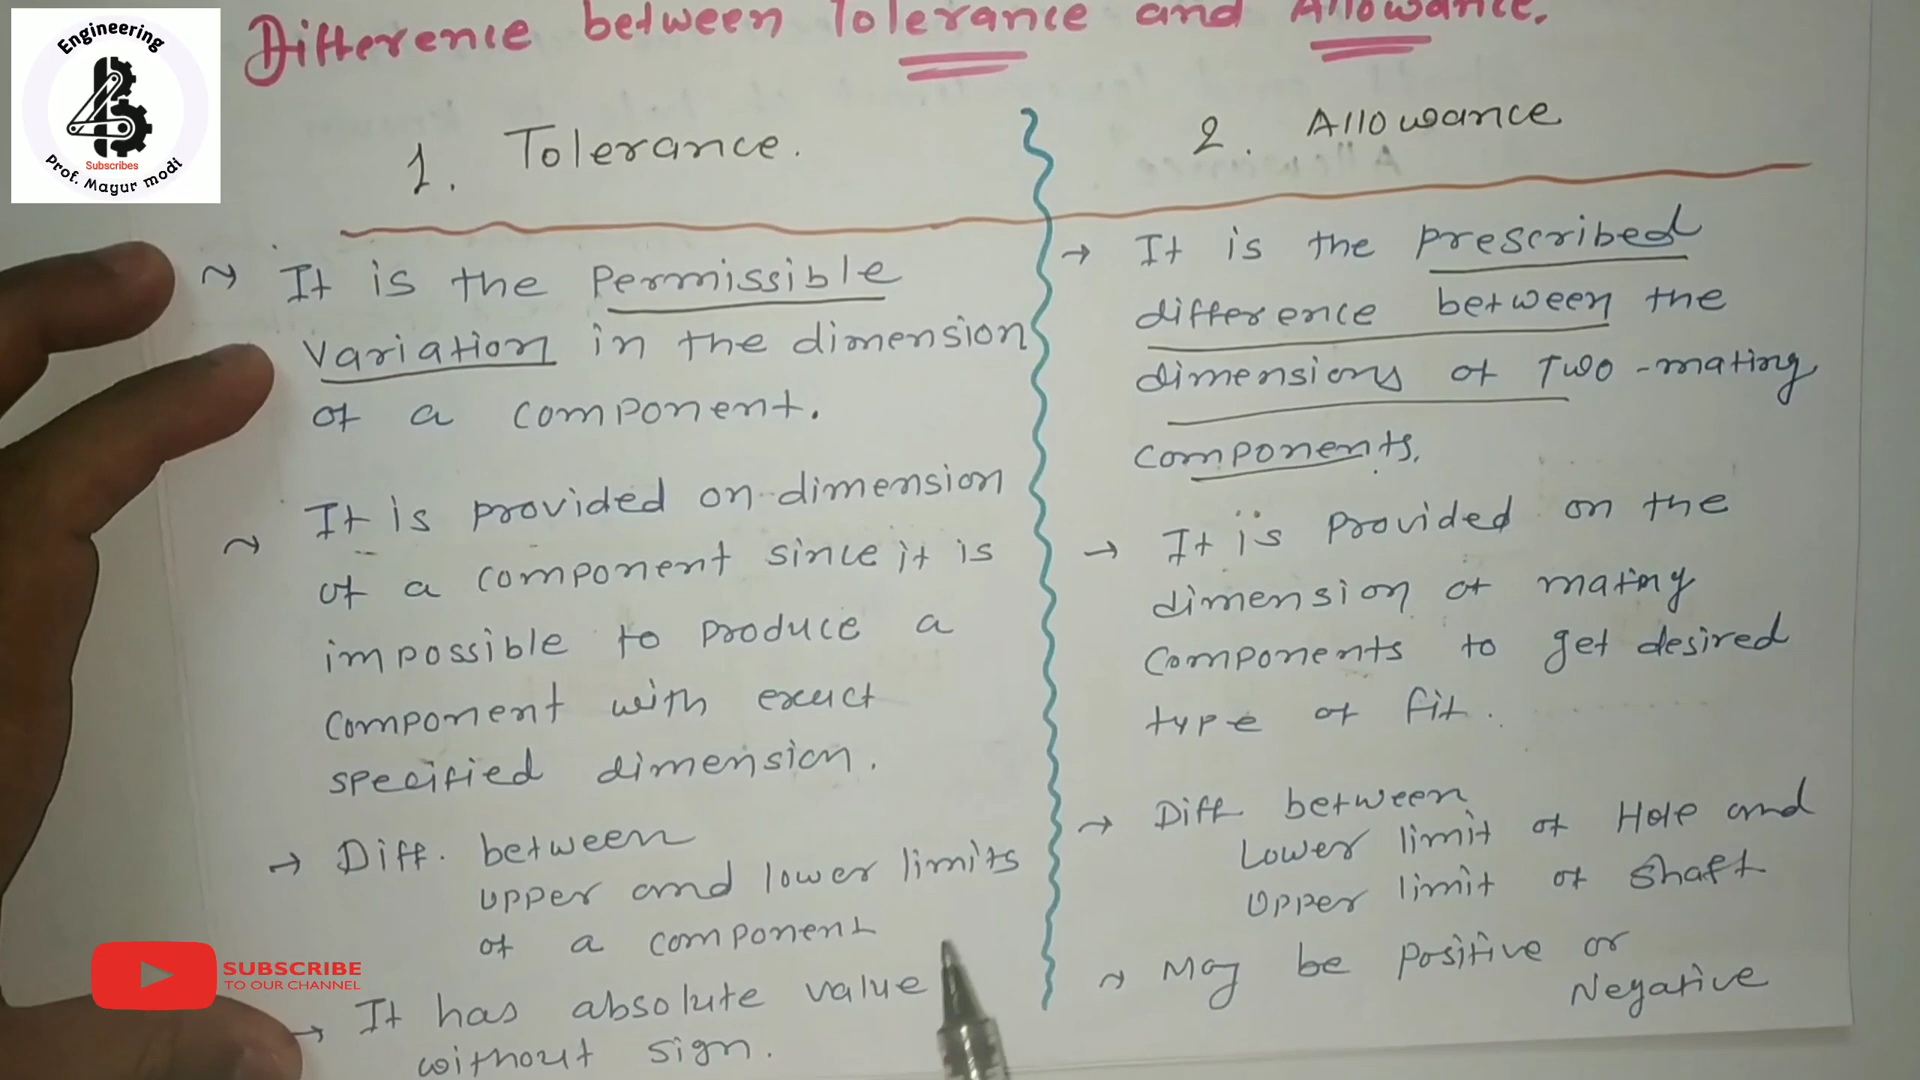 Engineering
Subscribes
Prof. Mayur modi
Difference between Tolerance and Allowance.
1. Tolerance.
It is the Permissible
variation in the dimension
of a component.
It is provided on dimension
of a component since it is
impossible to produce a
component with exact
specified dimension.
Diff. between
upper and lower limits
of a component
It has absolute value
without sign.
2. Allowance
It is the prescribed
difference between the
dimensions of Two-mating
components.
It is provided on the
dimension of mating
components to get desired
type of fit.
Diff between
Lower limit of Hole and
Upper limit of shaft
May be positive or
Negative
SUBSCRIBE
TO OUR CHANNEL